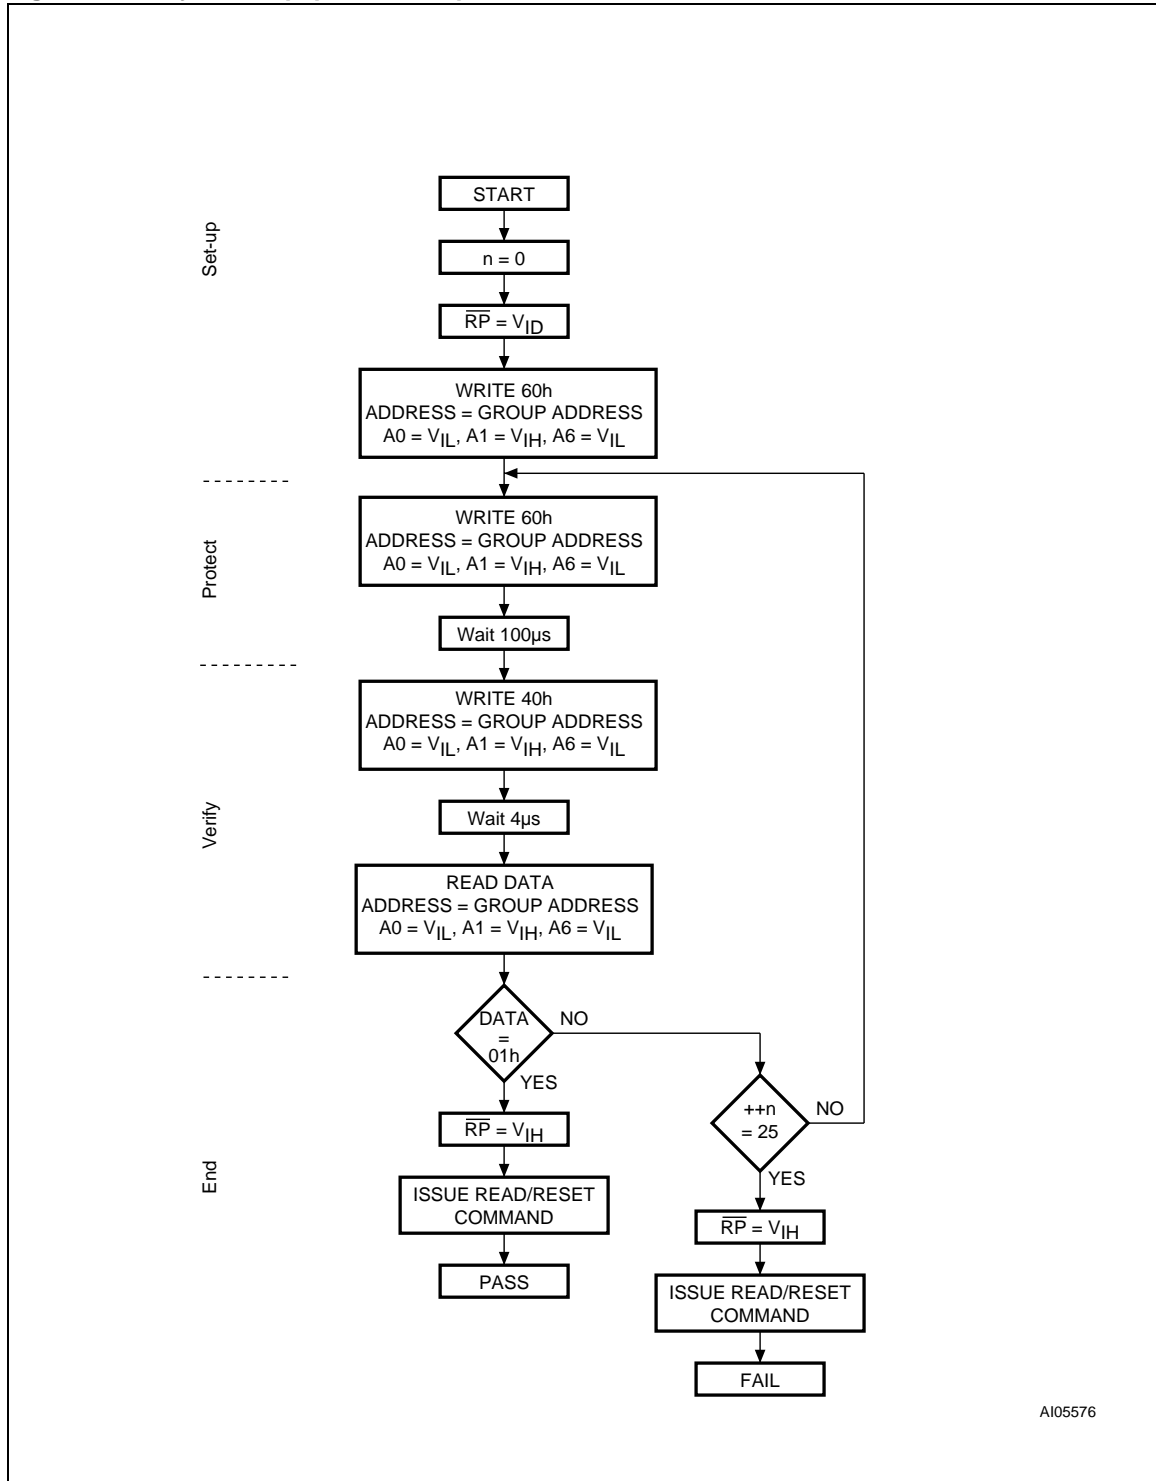 Set-up
START
n = 0
RP = VID
WRITE 60h
ADDRESS = GROUP ADDRESS
A0 = VIL, A1 = VIH, A6 = VIL
Protect
WRITE 60h
ADDRESS = GROUP ADDRESS
A0 = VIL, A1 = VIH, A6 = VIL
Wait 100µs
Verify
WRITE 40h
ADDRESS = GROUP ADDRESS
A0 = VIL, A1 = VIH, A6 = VIL
Wait 4µs
READ DATA
ADDRESS = GROUP ADDRESS
A0 = VIL, A1 = VIH, A6 = VIL
End
DATA
=
01h
NO
YES
++n
= 25
NO
YES
RP = VIH
ISSUE READ/RESET
COMMAND
PASS
RP = VIH
ISSUE READ/RESET
COMMAND
FAIL
AI05576